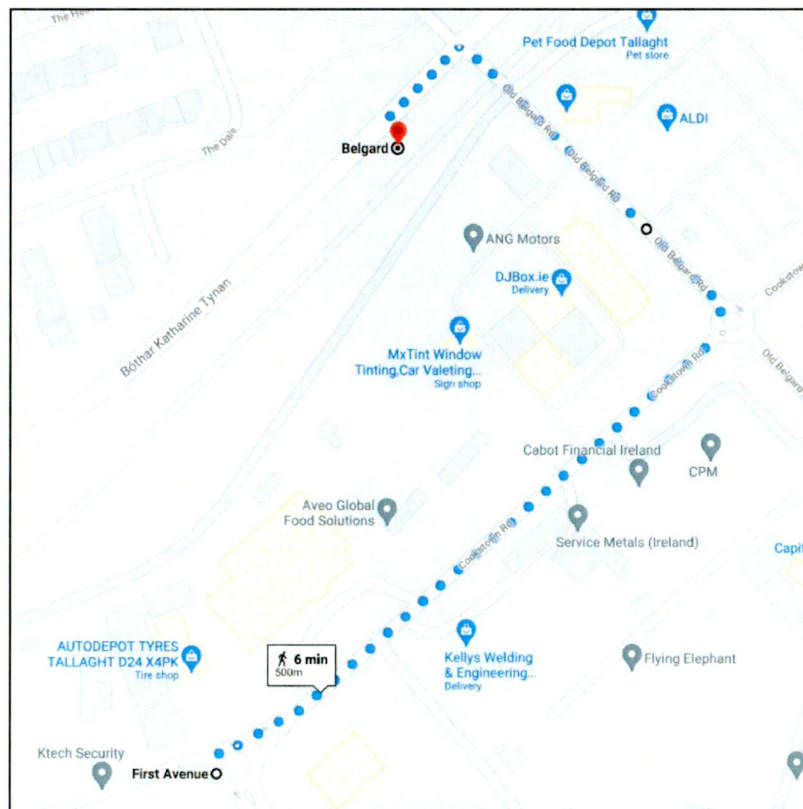 The Hea
Pet Food Depot Tallaght
Pet store
Old Belgard Rd
ALDI
The Dale
Belgard
Old Belgard Rd
ANG Motors
Old Belgard Rd
DJBox.ie
Delivery
Cookstown
Bóthar Katharine Tynan
MxTint Window
Tinting,Car Valeting...
Sign shop
Cookstown Rd
Old Belgard
Cabot Financial Ireland
CPM
Aveo Global
Food Solutions
Service Metals (Ireland)
Cookstown Rd
Capit
AUTODEPOT TYRES
TALLAGHT D24 X4PK
Tire shop
6 min
500m
Kellys Welding
& Engineering...
Delivery
Flying Elephant
Ktech Security
First Avenue